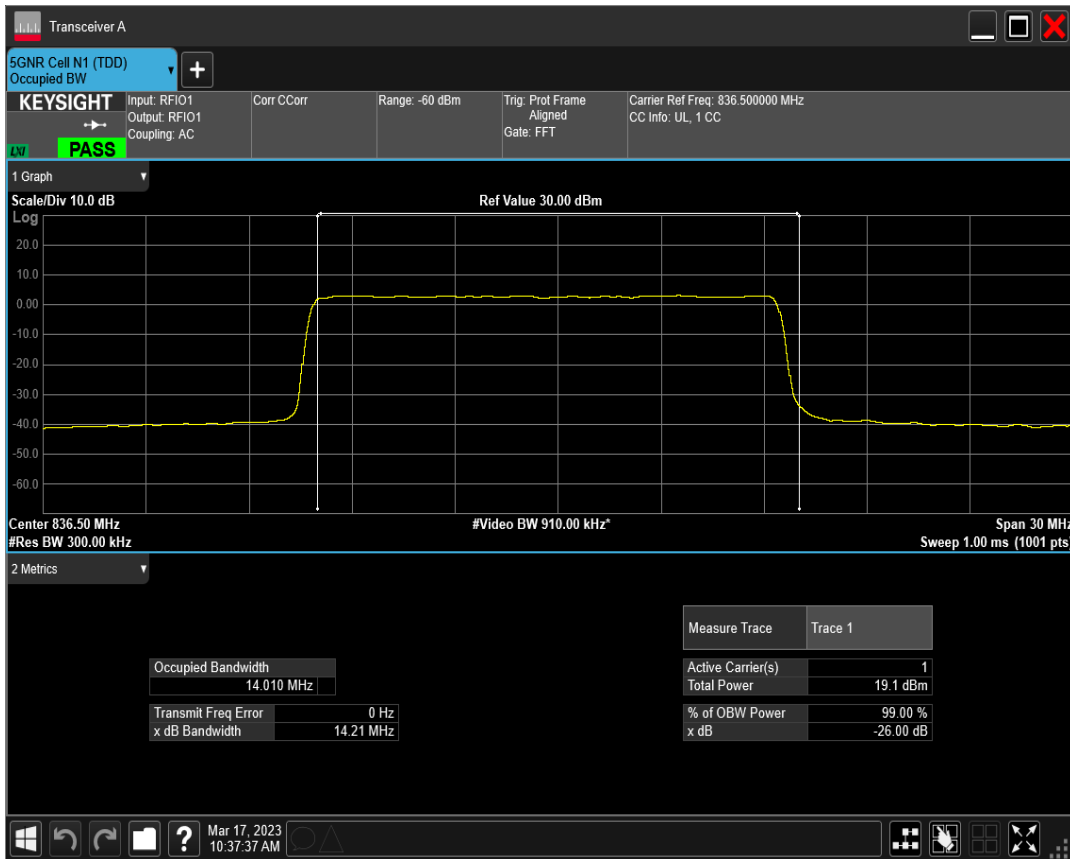 Transceiver A
5GNR Cell N1 (TDD)
Occupied BW
+
KEYSIGHT
LXI
PASS
Input: RFIO1
Output: RFIO1
Coupling: AC
Corr CCorr
Range: -60 dBm
Trig: Prot Frame
Aligned
Gate: FFT
Carrier Ref Freq: 836.500000 MHz
CC Info: UL, 1 CC
1 Graph
Scale/Div 10.0 dB
Ref Value 30.00 dBm
Log
20.0
10.0
0.00
-10.0
-20.0
-30.0
-40.0
-50.0
-60.0
Center 836.50 MHz
#Video BW 910.00 kHz*
Span 30 MHz
#Res BW 300.00 kHz
Sweep 1.00 ms (1001 pts)
2 Metrics
Measure Trace Trace 1
Occupied Bandwidth
14.010 MHz
Active Carrier(s) 1
Total Power 19.1 dBm
Transmit Freq Error 0 Hz
x dB Bandwidth 14.21 MHz
% of OBW Power 99.00 %
x dB -26.00 dB
?
Mar 17, 2023
10:37:37 AM